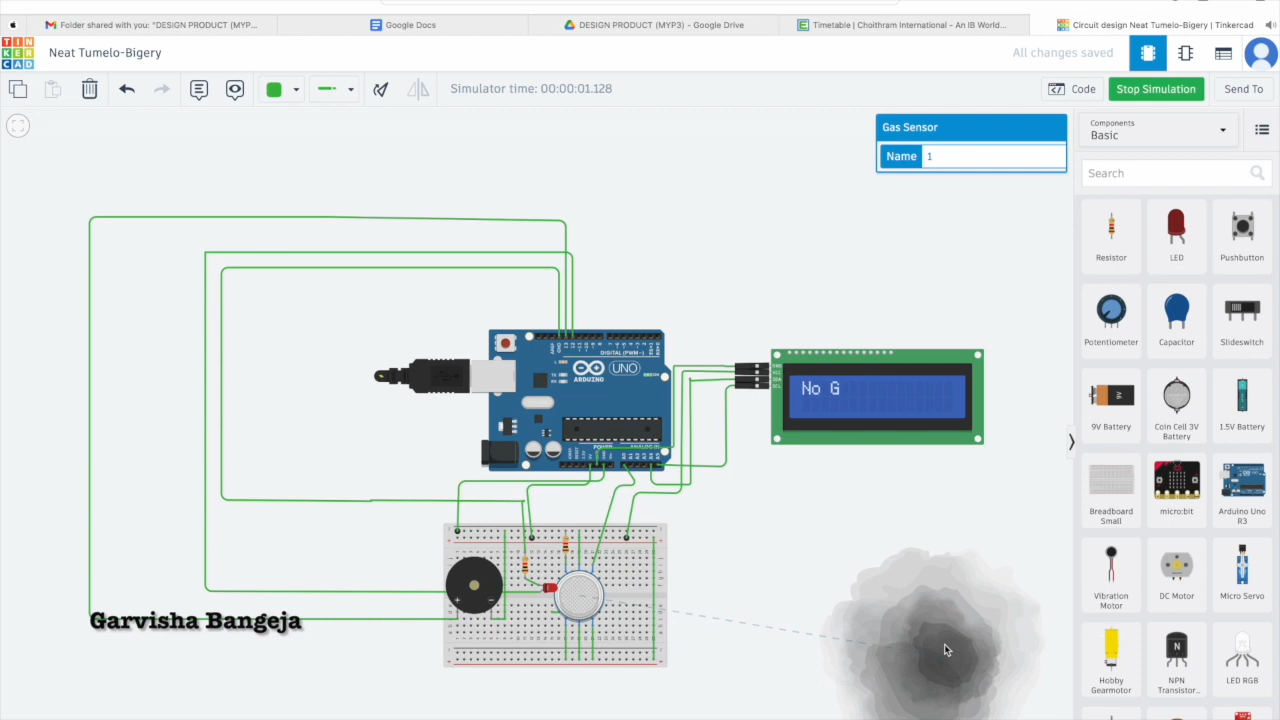 Folder shared with you: "DESIGN PRODUCT (MYP...
Google Docs
DESIGN PRODUCT (MYP3) - Google Drive
Timetable | Choithram International - An IB World...
Circuit design Neat Tumelo-Bigery | Tinkercad
TIN
KER
CAD
Neat Tumelo-Bigery
All changes saved
Simulator time: 00:00:01.128
Code
Stop Simulation
Send To
Gas Sensor
Name 1
Components
Basic
Search
Resistor
LED
Pushbutton
Potentiometer
Capacitor
Slideswitch
9V
9V Battery
Coin Cell 3V
Battery
1.5V Battery
Breadboard
Small
micro:bit
Arduino Uno
R3
Vibration
Motor
DC Motor
Micro Servo
Hobby
Gearmotor
N
NPN
Transistor...
LED RGB
DIGITAL (PWM~)
UNO
ARDUINO
POWER
ANALOG IN
No G
Garvisha Bangeja